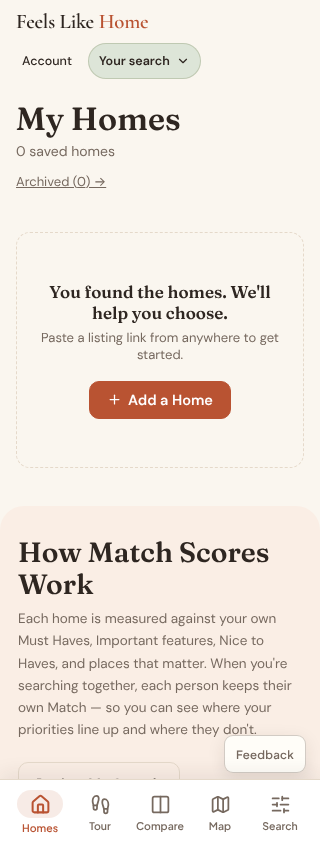 Feels Like Home
Account
Your search
My Homes
0 saved homes
Archived (0) →
You found the homes. We'll
help you choose.
Paste a listing link from anywhere to get
started.
+ Add a Home
How Match Scores
Work
Each home is measured against your own
Must Haves, Important features, Nice to
Haves, and places that matter. When you're
searching together, each person keeps their
own Match — so you can see where your
priorities line up and where they don't.
Feedback
Homes
Tour
Compare
Map
Search